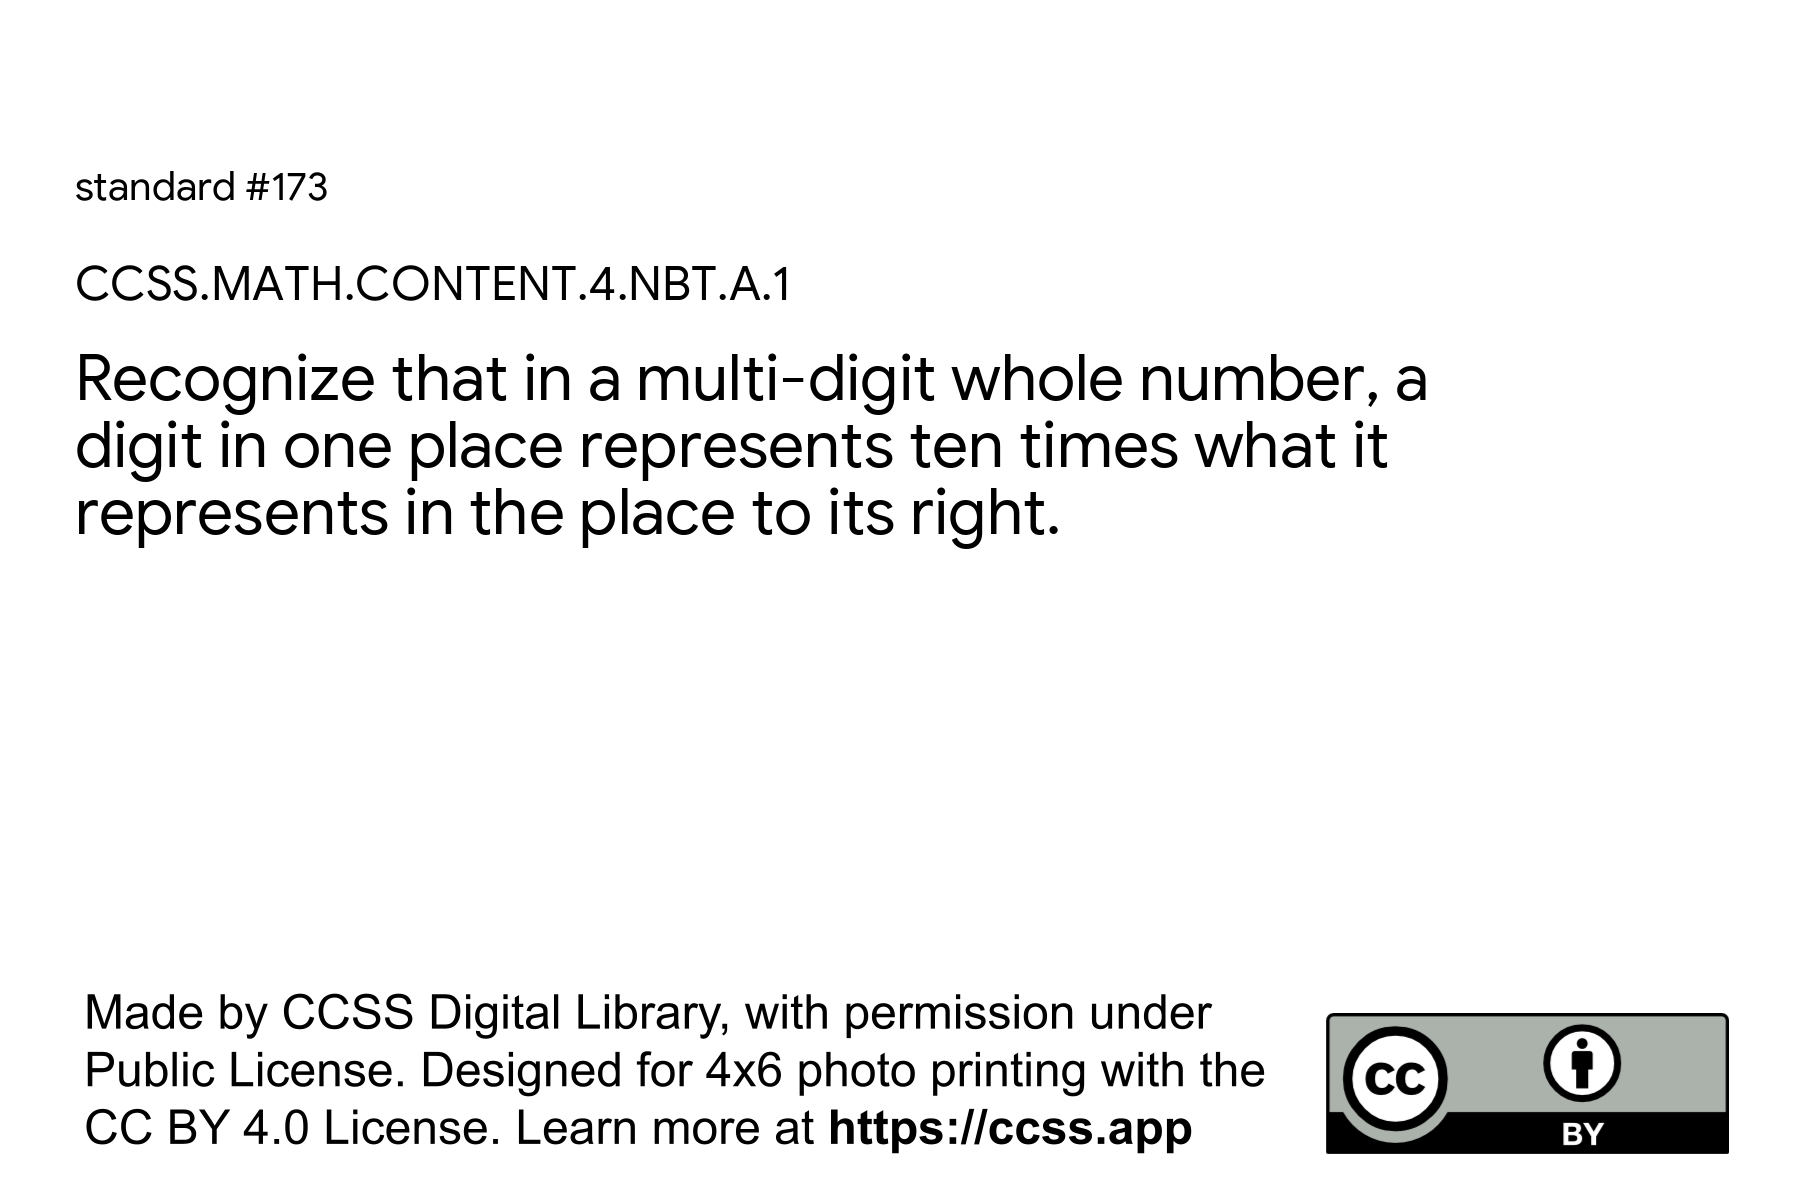 standard #173
CCSS.MATH.CONTENT.4.NBT.A.1
Recognize that in a multi-digit whole number, a
digit in one place represents ten times what it
represents in the place to its right.
Made by CCSS Digital Library, with permission under
Public License. Designed for 4x6 photo printing with the
CC BY 4.0 License. Learn more at https://ccss.app
CC
BY